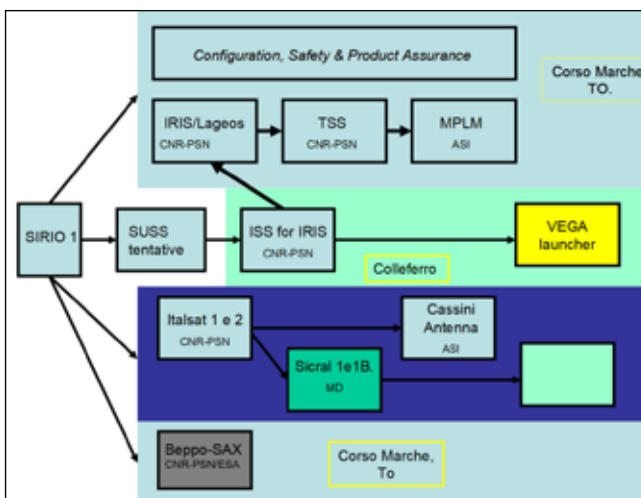 Configuration, Safety & Product Assurance
Corso Marche,
TO.
IRIS/Lageos
CNR-PSN
TSS
CNR-PSN
MPLM
ASI
SIRIO 1
SUSS
tentative
ISS for IRIS
CNR-PSN
VEGA
launcher
Colleferro
Italsat 1 e 2
CNR-PSN
Cassini
Antenna
ASI
Sicral 1e1B.
MD
Beppo-SAX
CNR-PSN/ESA
Corso Marche,
To